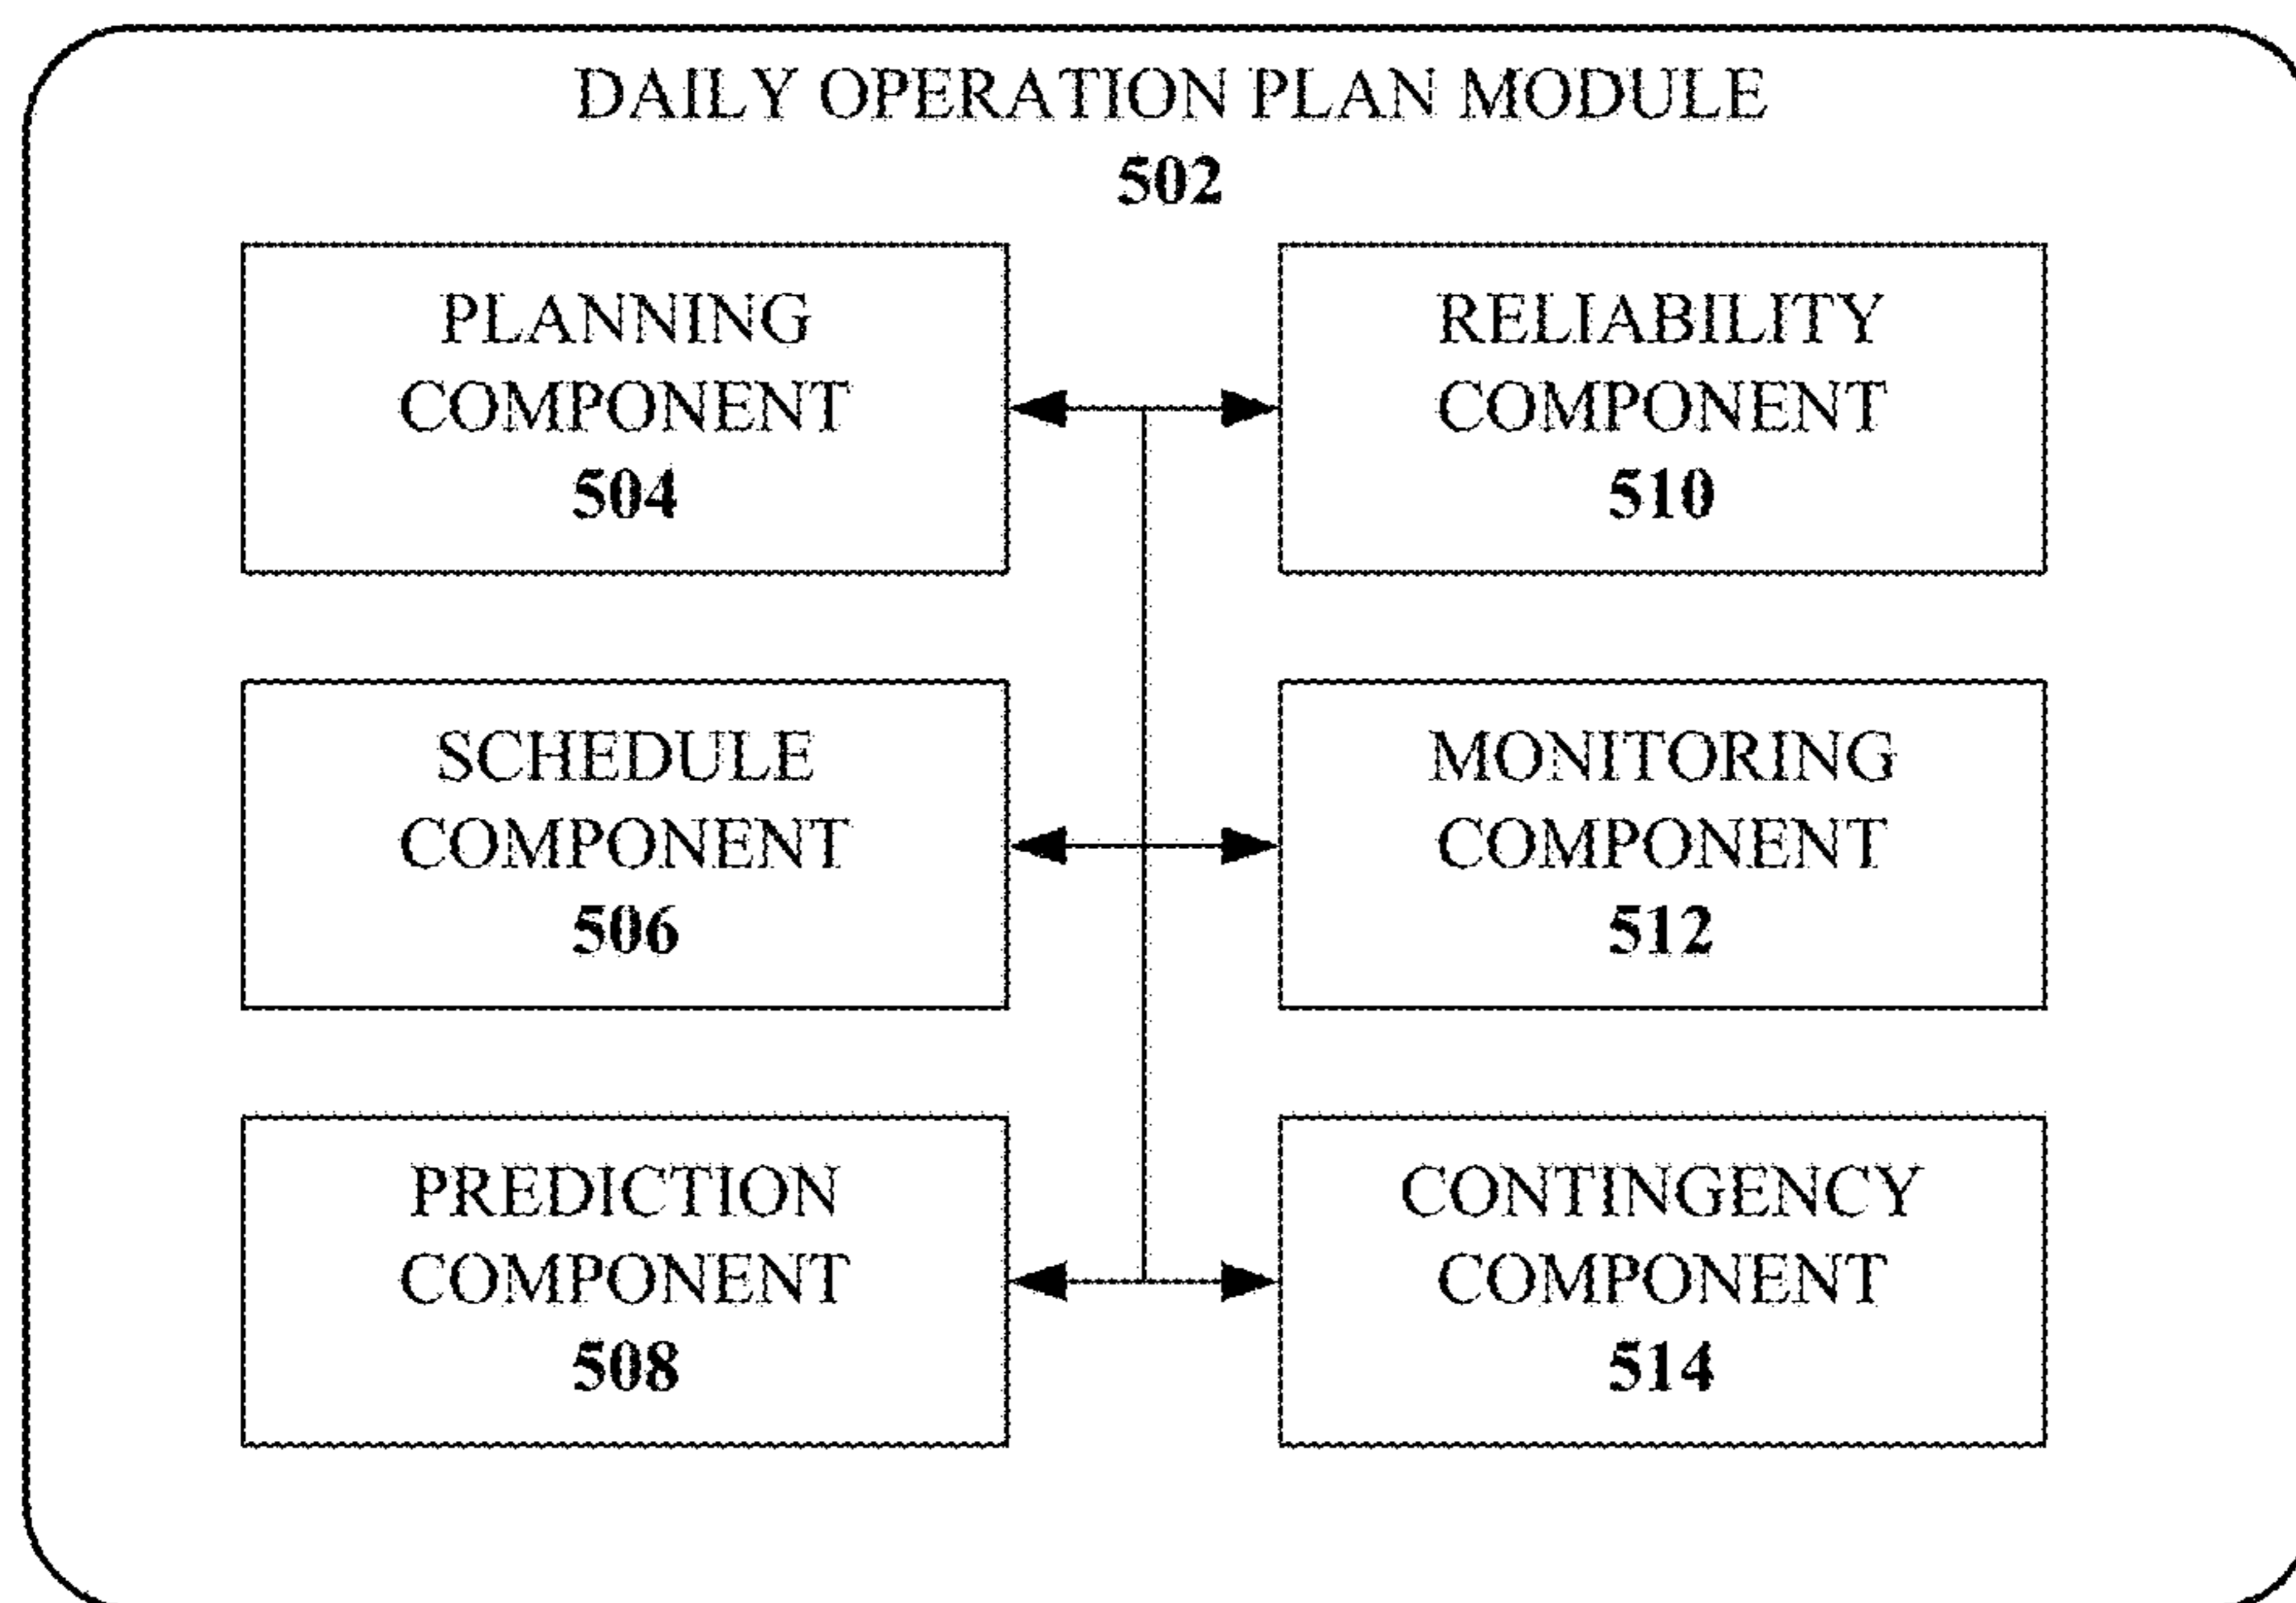 DAILY OPERATION PLAN MODULE
502
PLANNING
COMPONENT
504
RELIABILITY
COMPONENT
510
SCHEDULE
COMPONENT
506
MONITORING
COMPONENT
512
PREDICTION
COMPONENT
508
CONTINGENCY
COMPONENT
514